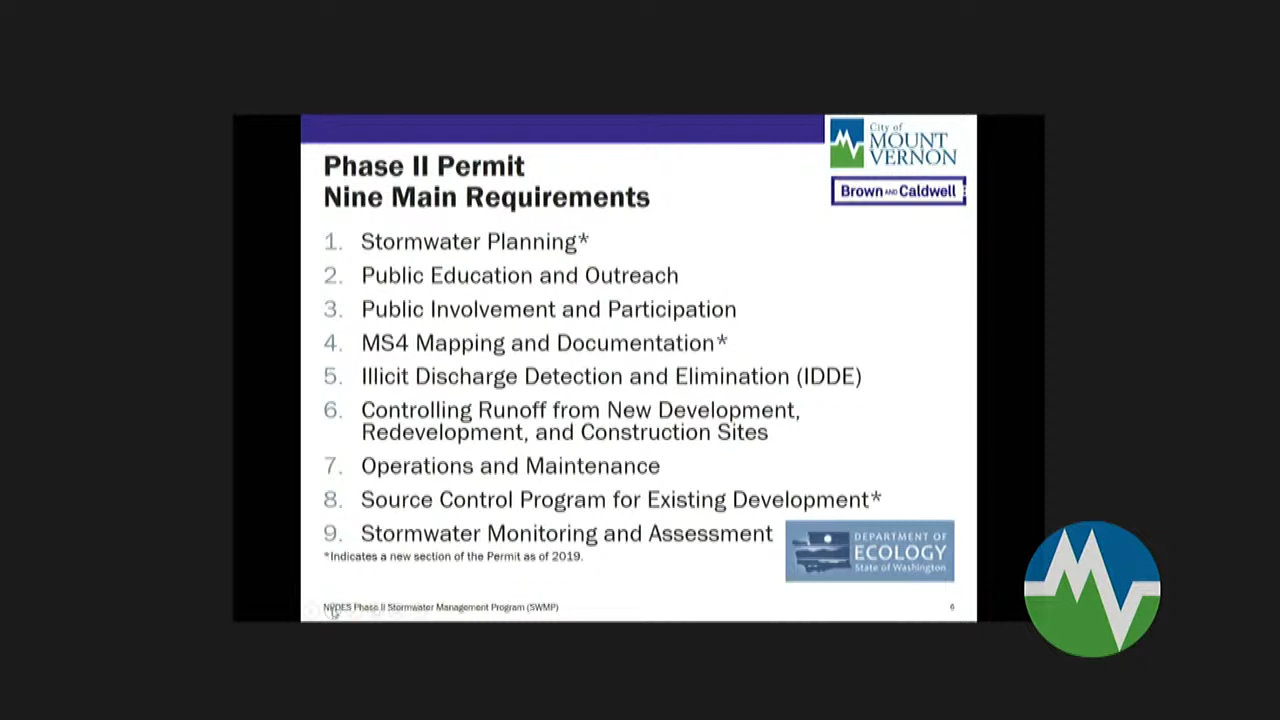 Phase II Permit
Nine Main Requirements
City of
MOUNT
VERNON
Brown AND Caldwell
1. Stormwater Planning*
2. Public Education and Outreach
3. Public Involvement and Participation
4. MS4 Mapping and Documentation*
5. Illicit Discharge Detection and Elimination (IDDE)
6. Controlling Runoff from New Development,
Redevelopment, and Construction Sites
7. Operations and Maintenance
8. Source Control Program for Existing Development*
9. Stormwater Monitoring and Assessment
*Indicates a new section of the Permit as of 2019.
DEPARTMENT OF
ECOLOGY
State of Washington
NPDES Phase II Stormwater Management Program (SWMP)
6